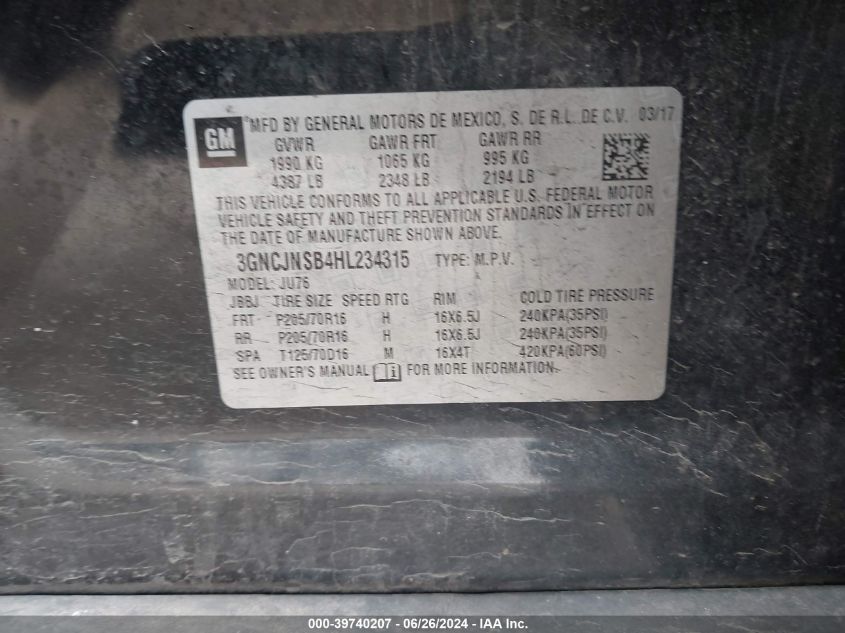 GM
MFD BY GENERAL MOTORS DE MEXICO, S. DE R.L. DE C.V. 03/17
GVWR GAWR FRT GAWR RR
1990 KG 1065 KG 995 KG
4387 LB 2348 LB 2194 LB
THIS VEHICLE CONFORMS TO ALL APPLICABLE U.S. FEDERAL MOTOR
VEHICLE SAFETY AND THEFT PREVENTION STANDARDS IN EFFECT ON
THE DATE OF MANUFACTURE SHOWN ABOVE.
3GNCJNSB4HL234315 TYPE: M.P.V.
MODEL: JU76
JBBJ TIRE SIZE SPEED RTG RIM COLD TIRE PRESSURE
FRT P205/70R16 H 16X6.5J 240KPA(35PSI)
RR P205/70R16 H 16X6.5J 240KPA(35PSI)
SPA T125/70D16 M 16X4T 420KPA(60PSI)
SEE OWNER'S MANUAL i FOR MORE INFORMATION.
000-39740207 - 06/26/2024 - IAA Inc.